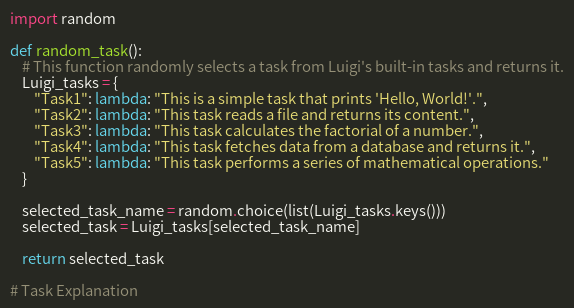 import random
def random_task():
# This function randomly selects a task from Luigi's built-in tasks and returns it.
Luigi_tasks = {
"Task1": lambda: "This is a simple task that prints 'Hello, World!'.",
"Task2": lambda: "This task reads a file and returns its content.",
"Task3": lambda: "This task calculates the factorial of a number.",
"Task4": lambda: "This task fetches data from a database and returns it.",
"Task5": lambda: "This task performs a series of mathematical operations."
}
selected_task_name = random.choice(list(Luigi_tasks.keys()))
selected_task = Luigi_tasks[selected_task_name]
return selected_task
# Task Explanation